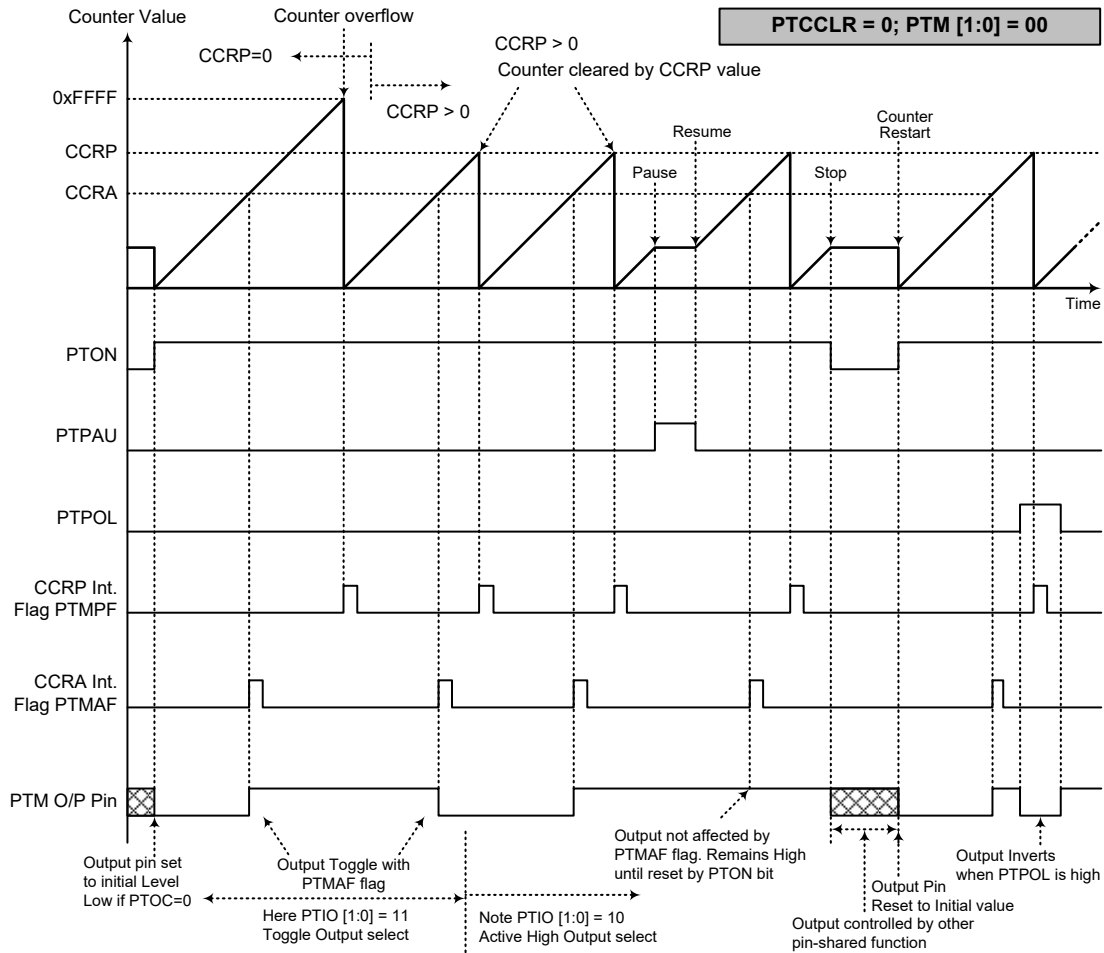 Counter Value
Counter overflow
PTCCLR = 0; PTM [1:0] = 00
CCRP=0
CCRP > 0
CCRP > 0
Counter cleared by CCRP value
0xFFFF
CCRP
CCRA
Pause
Resume
Stop
Counter
Restart
Time
PTON
PTPAU
PTPOL
CCRP Int.
Flag PTMPF
CCRA Int.
Flag PTMAF
PTM O/P Pin
Output pin set
to initial Level
Low if PTOC=0
Output Toggle with
PTMAF flag
Here PTIO [1:0] = 11
Toggle Output select
Note PTIO [1:0] = 10
Active High Output select
Output not affected by
PTMAF flag. Remains High
until reset by PTON bit
Output controlled by other
pin-shared function
Output Pin
Reset to Initial value
Output Inverts
when PTPOL is high